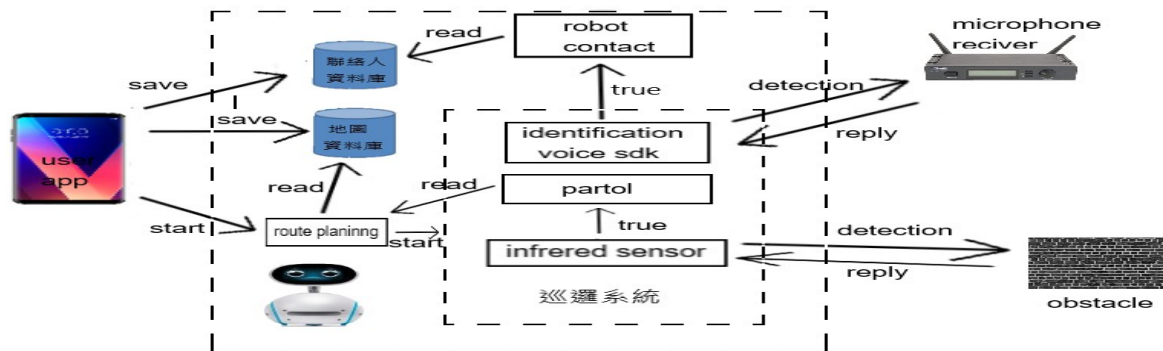 robot
contact
read
microphone
reciver
聯絡人
資料庫
save
true
detection
save
地圖
資料庫
identification
voice sdk
reply
user
app
read
read
partol
start
route planinng
start
true
infrered sensor
detection
reply
巡邏系統
obstacle